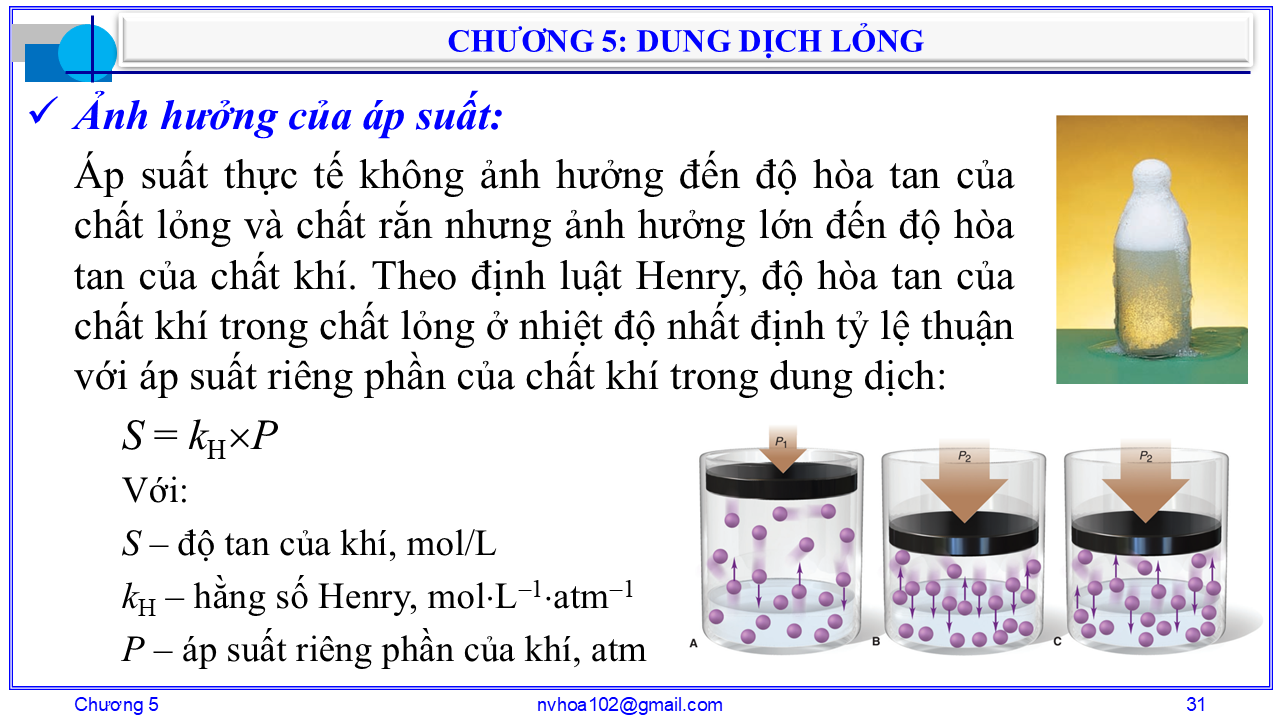 CHƯƠNG 5: DUNG DỊCH LỎNG
✓ Ảnh hưởng của áp suất:
Áp suất thực tế không ảnh hưởng đến độ hòa tan của
chất lỏng và chất rắn nhưng ảnh hưởng lớn đến độ hòa
tan của chất khí. Theo định luật Henry, độ hòa tan của
chất khí trong chất lỏng ở nhiệt độ nhất định tỷ lệ thuận
với áp suất riêng phần của chất khí trong dung dịch:
S = k_H×P
Với:
S – độ tan của khí, mol/L
k_H – hằng số Henry, mol·L⁻¹·atm⁻¹
P – áp suất riêng phần của khí, atm
P₁
P₂
P₂
A
B
C
Chương 5
nvhoa102@gmail.com
31